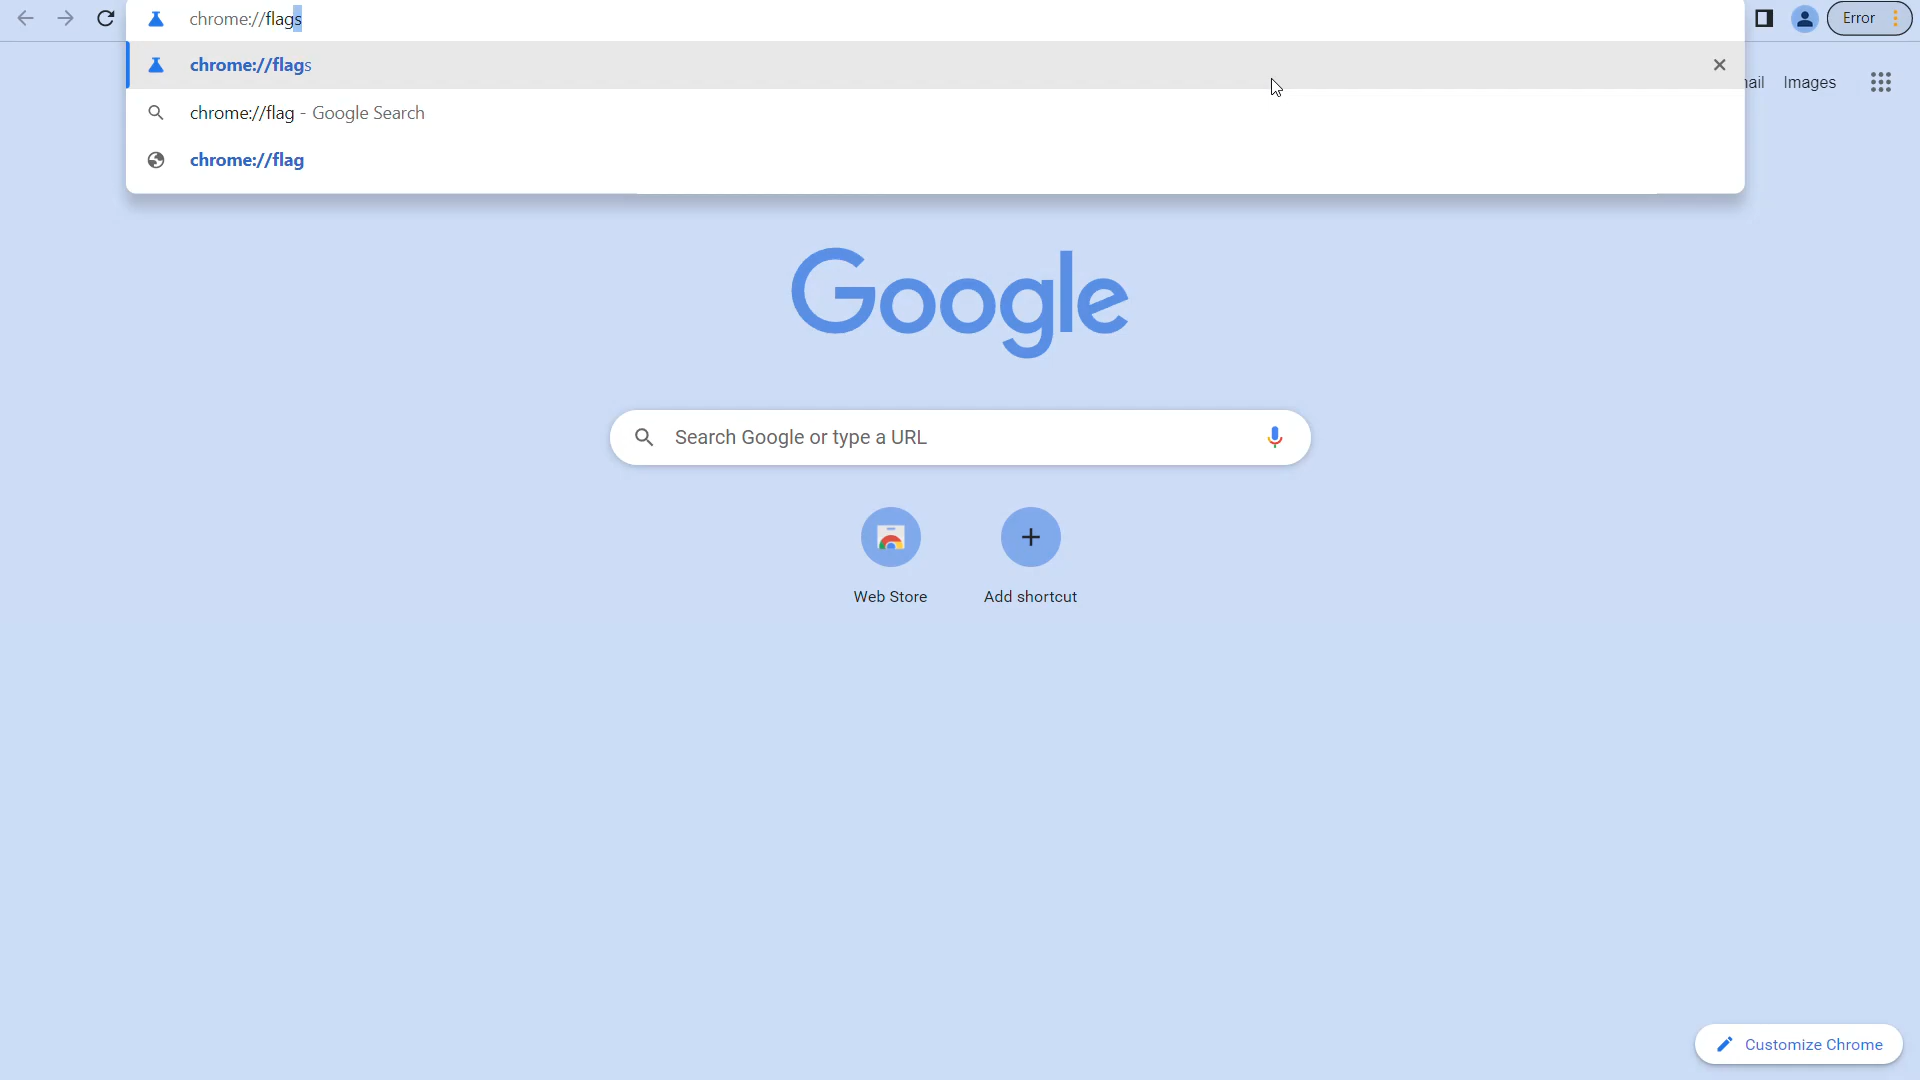 chrome://flags
Error
chrome://flags
chrome://flag - Google Search
chrome://flag
Images
Google
Search Google or type a URL
Web Store
Add shortcut
Customize Chrome